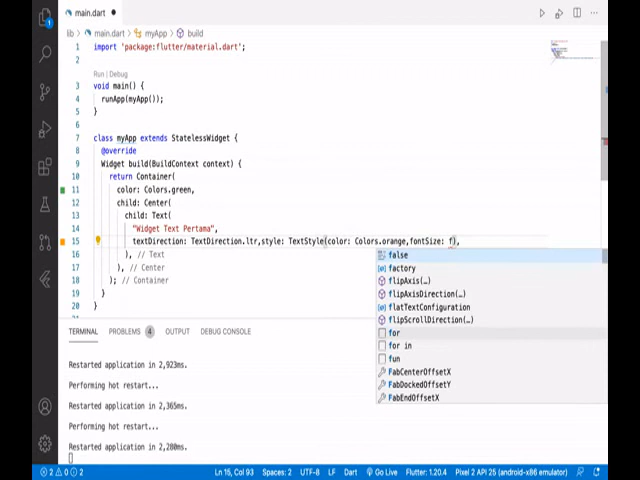 main.dart
lib > main.dart > myApp > build
1 import 'package:flutter/material.dart';
2
Run | Debug
3 void main() {
4 runApp(myApp());
5 }
6
7 class myApp extends StatelessWidget {
8 @override
9 Widget build(BuildContext context) {
10 return Container(
11 color: Colors.green,
12 child: Center(
13 child: Text(
14 "Widget Text Pertama",
15 textDirection: TextDirection.ltr,style: TextStyle(color: Colors.orange,fontSize: f),
16 ), // Text
17 ), // Center
18 ); // Container
19 }
20 }
false
factory
flipAxis(…)
flipAxisDirection(…)
flatTextConfiguration
flipScrollDirection(…)
for
for in
fun
FabCenterOffsetX
FabDockedOffsetY
FabEndOffsetX
TERMINAL PROBLEMS 4 OUTPUT DEBUG CONSOLE
Restarted application in 2,923ms.
Performing hot restart...
Restarted application in 2,365ms.
Performing hot restart...
Restarted application in 2,280ms.
2 0 2 Ln 15, Col 93 Spaces: 2 UTF-8 LF Dart Go Live Flutter: 1.20.4 Pixel 2 API 25 (android-x86 emulator)